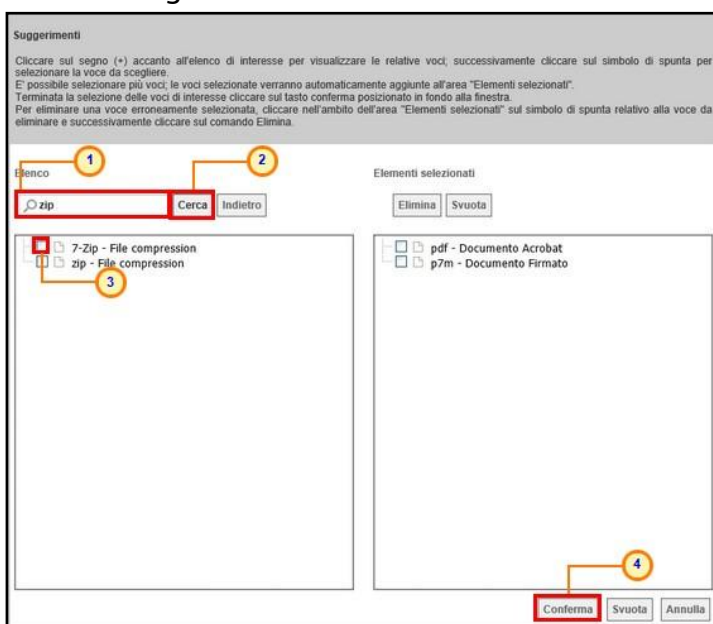 Suggerimenti
Cliccare sul segno (+) accanto all'elenco di interesse per visualizzare le relative voci, successivamente cliccare sul simbolo di spunta per
selezionare la voce da scegliere.
E' possibile selezionare più voci; le voci selezionate verranno automaticamente aggiunte all'area "Elementi selezionati".
Terminata la selezione delle voci di interesse cliccare sul tasto conferma posizionato in fondo alla finestra.
Per eliminare una voce erroneamente selezionata, cliccare nell'ambito dell'area "Elementi selezionati" sul simbolo di spunta relativo alla voce da
eliminare e successivamente cliccare sul comando Elimina.
1
2
Elenco
Elementi selezionati
zip
Cerca
Indietro
Elimina
Svuota
7-Zip - File compression
zip - File compression
3
pdf - Documento Acrobat
p7m - Documento Firmato
4
Conferma
Svuota
Annulla